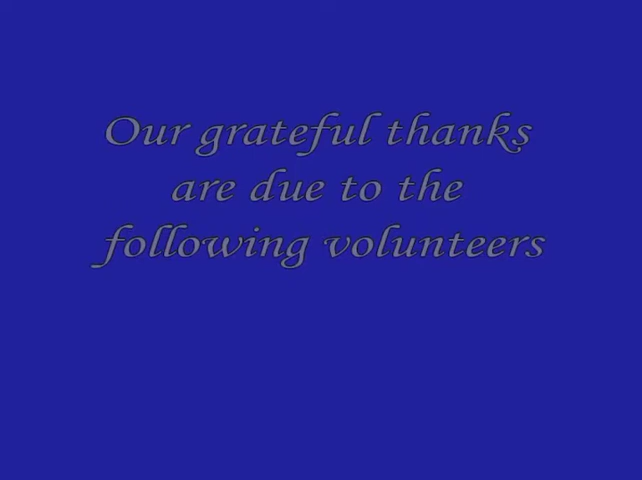 Our grateful thanks
are due to the
following volunteers